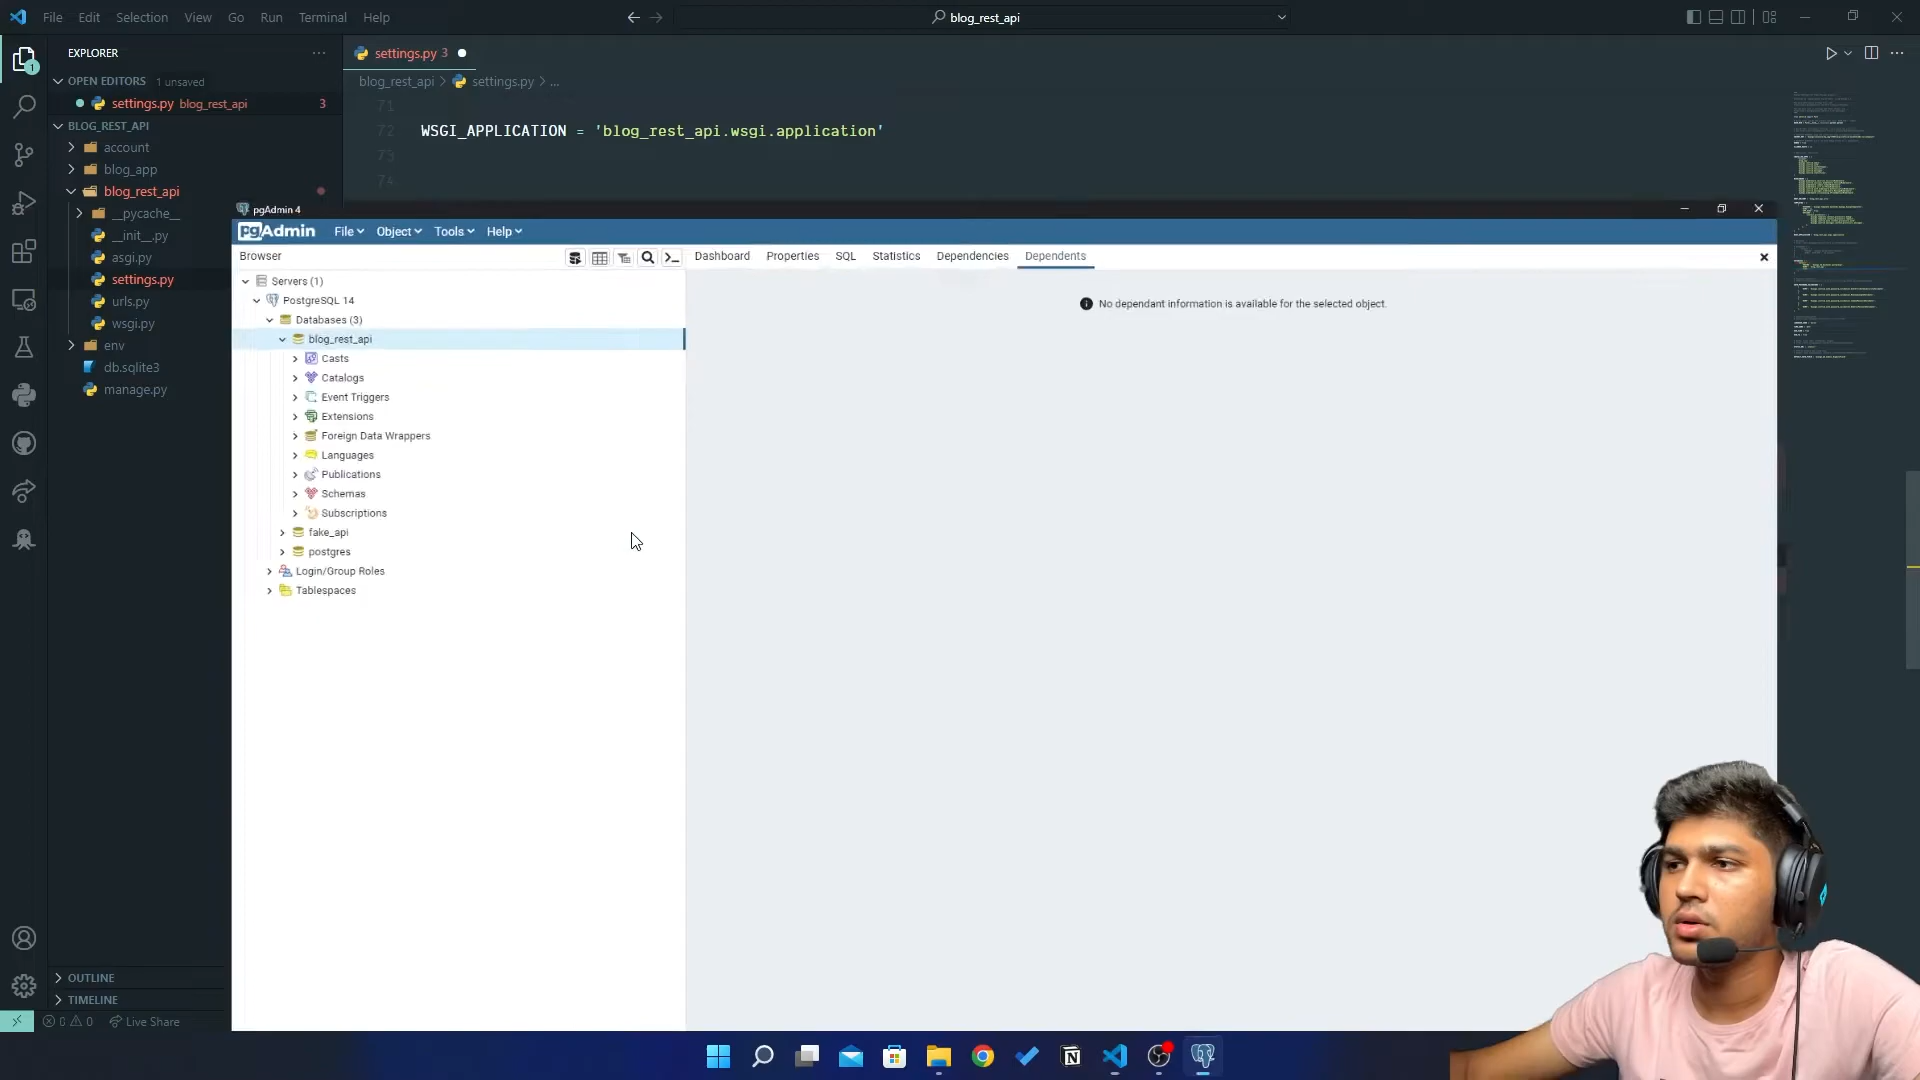 File Edit Selection View Go Run Terminal Help
blog_rest_api
EXPLORER
OPEN EDITORS 1 unsaved
settings.py blog_rest_api 3
BLOG_REST_API
account
blog_app
blog_rest_api
__pycache__
__init__.py
asgi.py
settings.py
urls.py
wsgi.py
env
db.sqlite3
manage.py
OUTLINE
TIMELINE
0 0 Live Share
1
settings.py 3
blog_rest_api > settings.py > ...
71
72 WSGI_APPLICATION = 'blog_rest_api.wsgi.application'
73
74
pgAdmin 4
pgAdmin File Object Tools Help
Browser
Dashboard Properties SQL Statistics Dependencies Dependents
Servers (1)
PostgreSQL 14
Databases (3)
blog_rest_api
Casts
Catalogs
Event Triggers
Extensions
Foreign Data Wrappers
Languages
Publications
Schemas
Subscriptions
fake_api
postgres
Login/Group Roles
Tablespaces
No dependant information is available for the selected object.